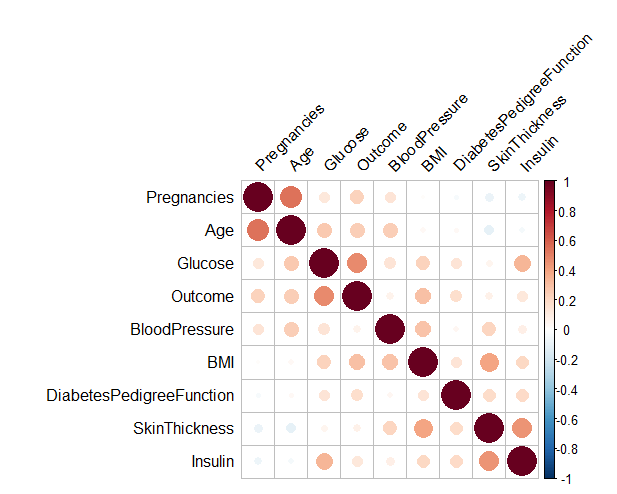 Pregnancies
Age
Glucose
Outcome
BloodPressure
BMI
DiabetesPedigreeFunction
SkinThickness
Insulin
Pregnancies
Age
Glucose
Outcome
BloodPressure
BMI
DiabetesPedigreeFunction
SkinThickness
Insulin
1
0.8
0.6
0.4
0.2
0
-0.2
-0.4
-0.6
-0.8
-1